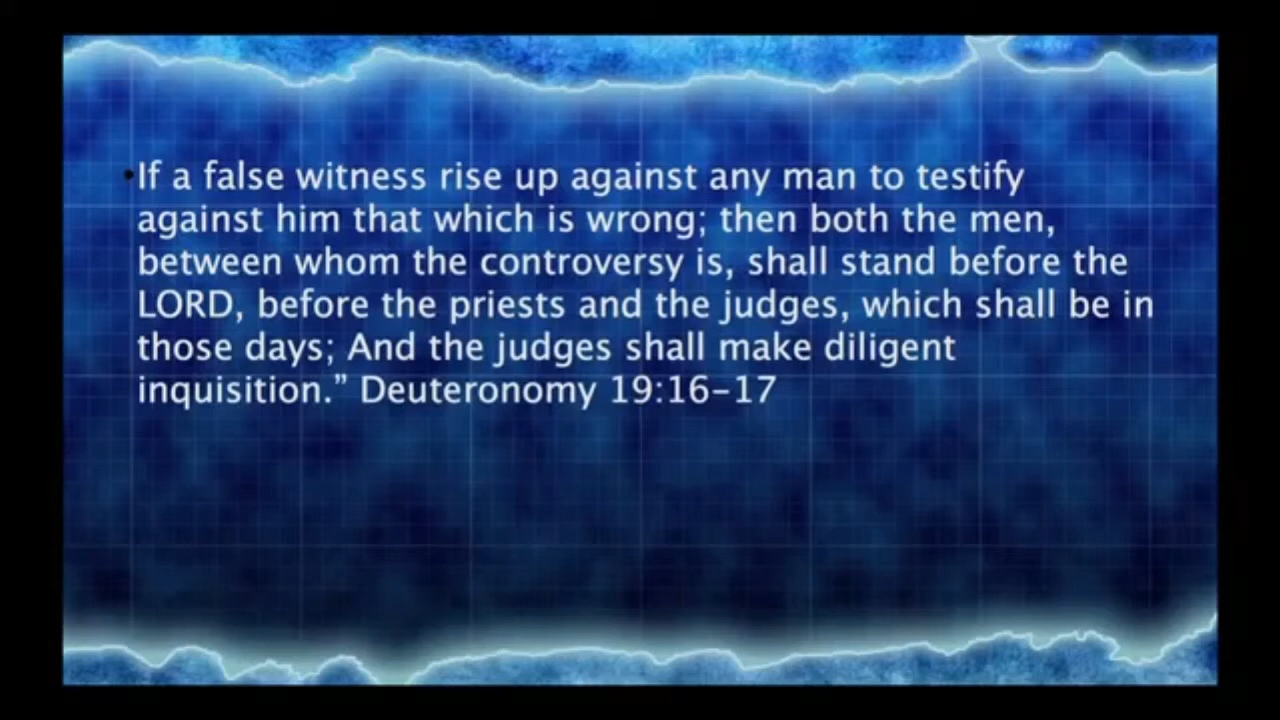 •If a false witness rise up against any man to testify
against him that which is wrong; then both the men,
between whom the controversy is, shall stand before the
LORD, before the priests and the judges, which shall be in
those days; And the judges shall make diligent
inquisition.” Deuteronomy 19:16–17